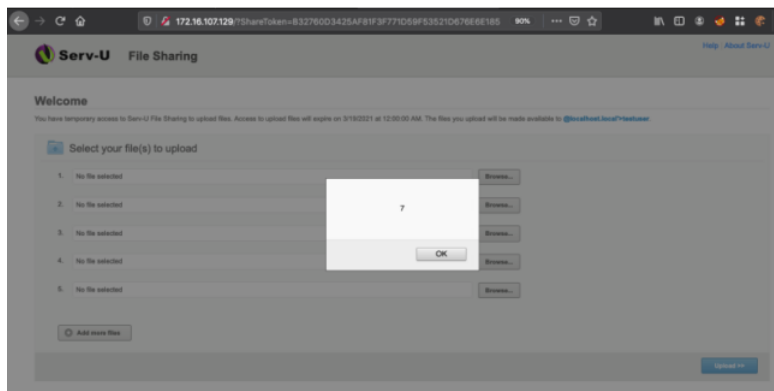 172.16.107.129/?ShareToken=B32760D3425AF81F3F771D59F53521D676E6E185 90%
Serv-U File Sharing
Help About Serv-U
Welcome
You have temporary access to Serv-U File Sharing to upload files. Access to upload files will expire on 3/19/2021 at 12:00:00 AM. The files you upload will be made available to
Select your file(s) to upload
1. No file selected Browse...
2. No file selected Browse...
7
3. No file selected Browse...
4. No file selected Browse...
OK
5. No file selected Browse...
Add more files
Upload >>